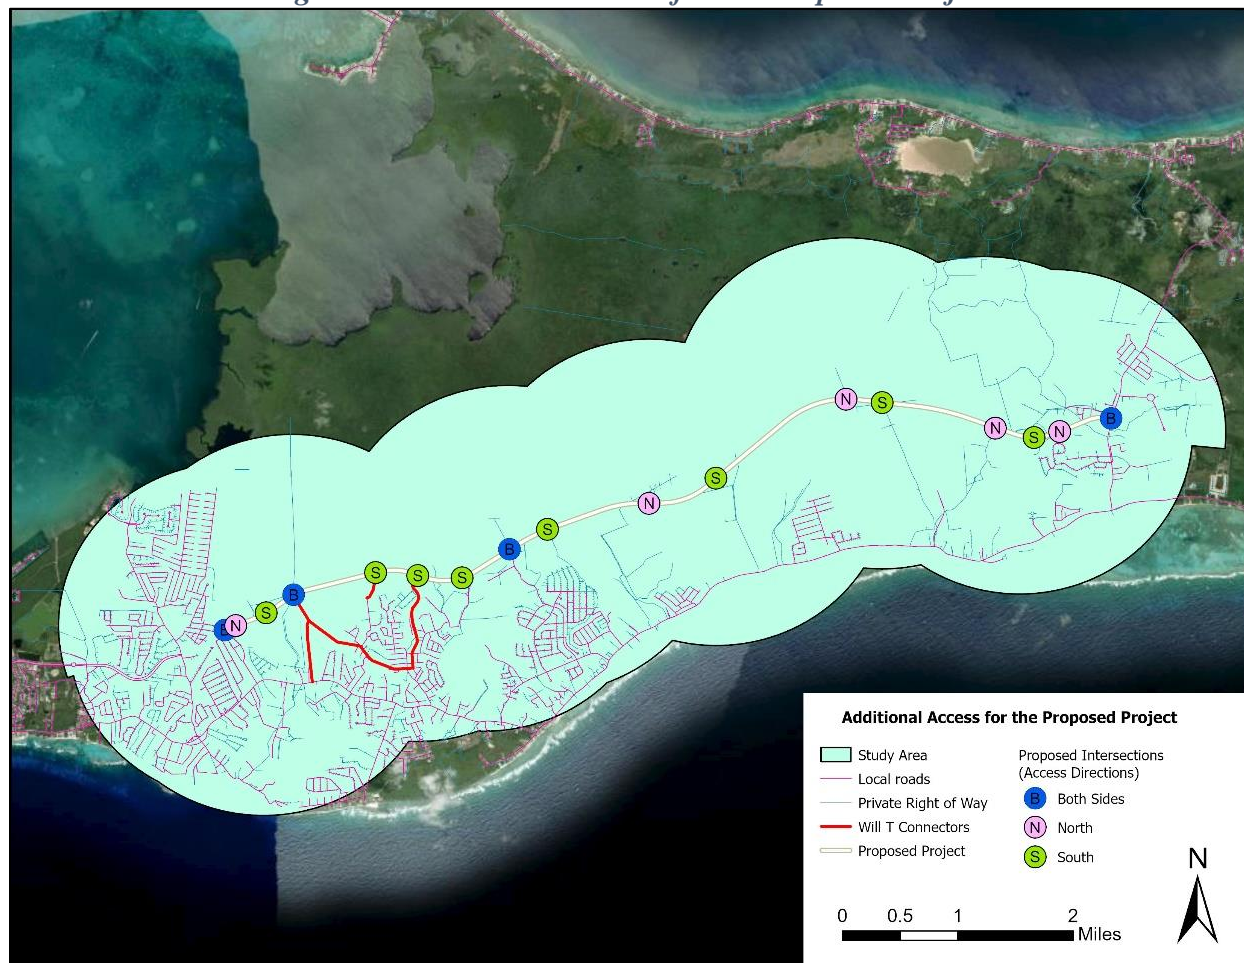 Additional Access for the Proposed Project
Study Area
Local roads
Private Right of Way
Will T Connectors
Proposed Project
Proposed Intersections
(Access Directions)
B Both Sides
N North
S South
N
0 0.5 1 2
Miles
N
S
N
S
N
B
S
N
S
B
S
S
S
B
S
B
N